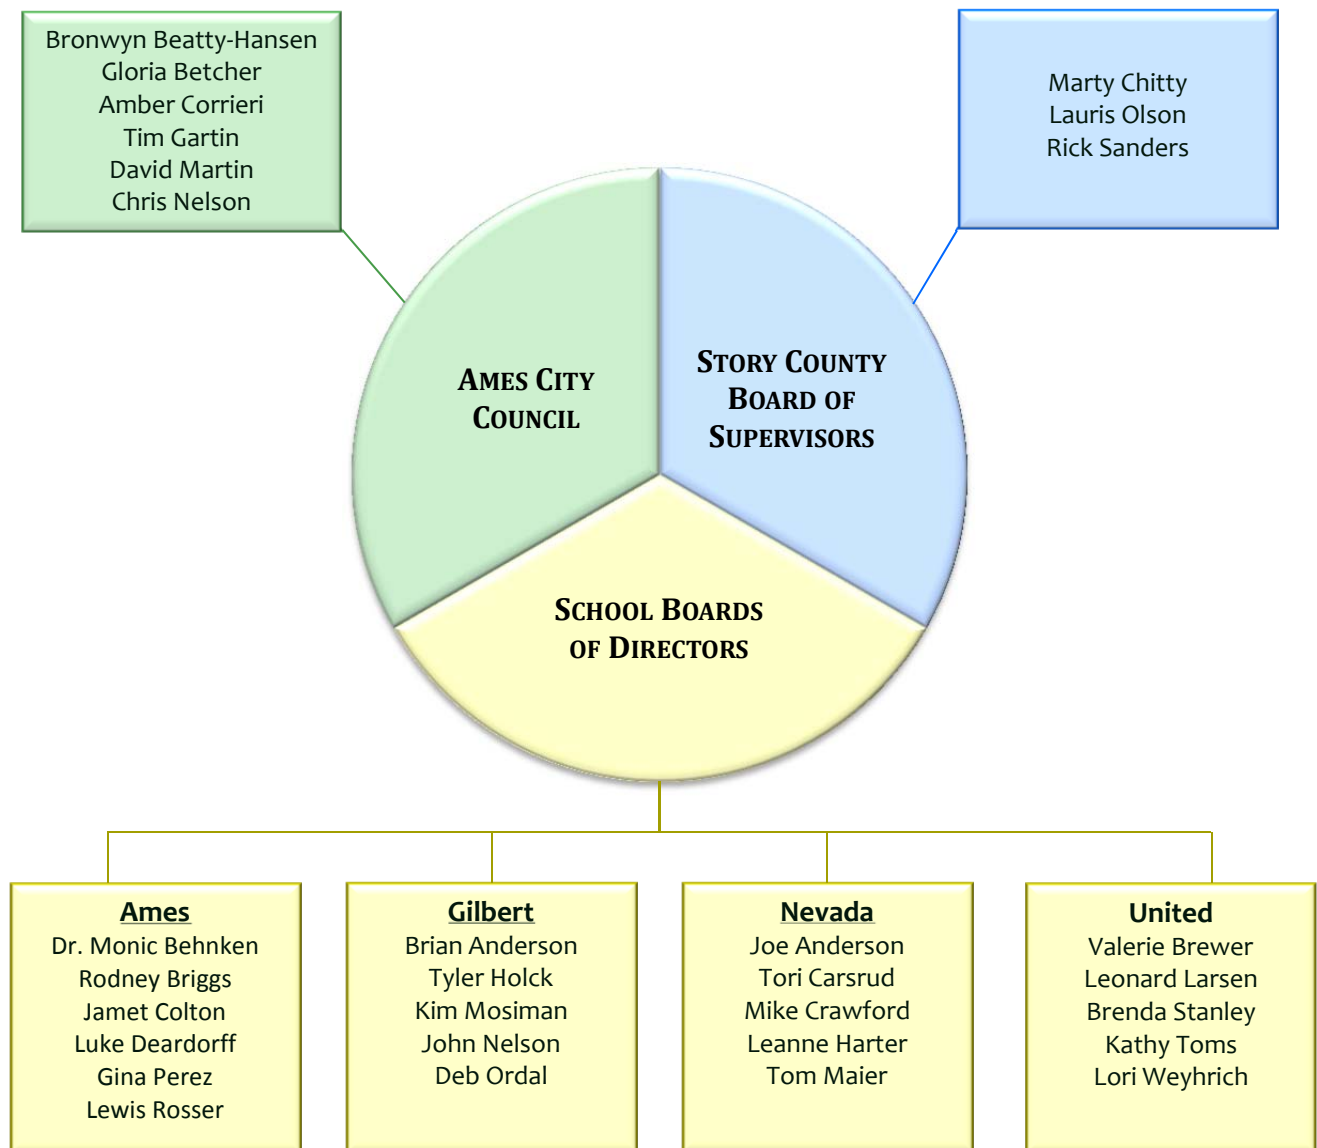 Bronwyn Beatty-Hansen
Gloria Betcher
Amber Corrieri
Tim Gartin
David Martin
Chris Nelson
Marty Chitty
Lauris Olson
Rick Sanders
AMES CITY
COUNCIL
STORY COUNTY
BOARD OF
SUPERVISORS
SCHOOL BOARDS
OF DIRECTORS
Ames
Dr. Monic Behnken
Rodney Briggs
Jamet Colton
Luke Deardorff
Gina Perez
Lewis Rosser
Gilbert
Brian Anderson
Tyler Holck
Kim Mosiman
John Nelson
Deb Ordal
Nevada
Joe Anderson
Tori Carsrud
Mike Crawford
Leanne Harter
Tom Maier
United
Valerie Brewer
Leonard Larsen
Brenda Stanley
Kathy Toms
Lori Weyhrich